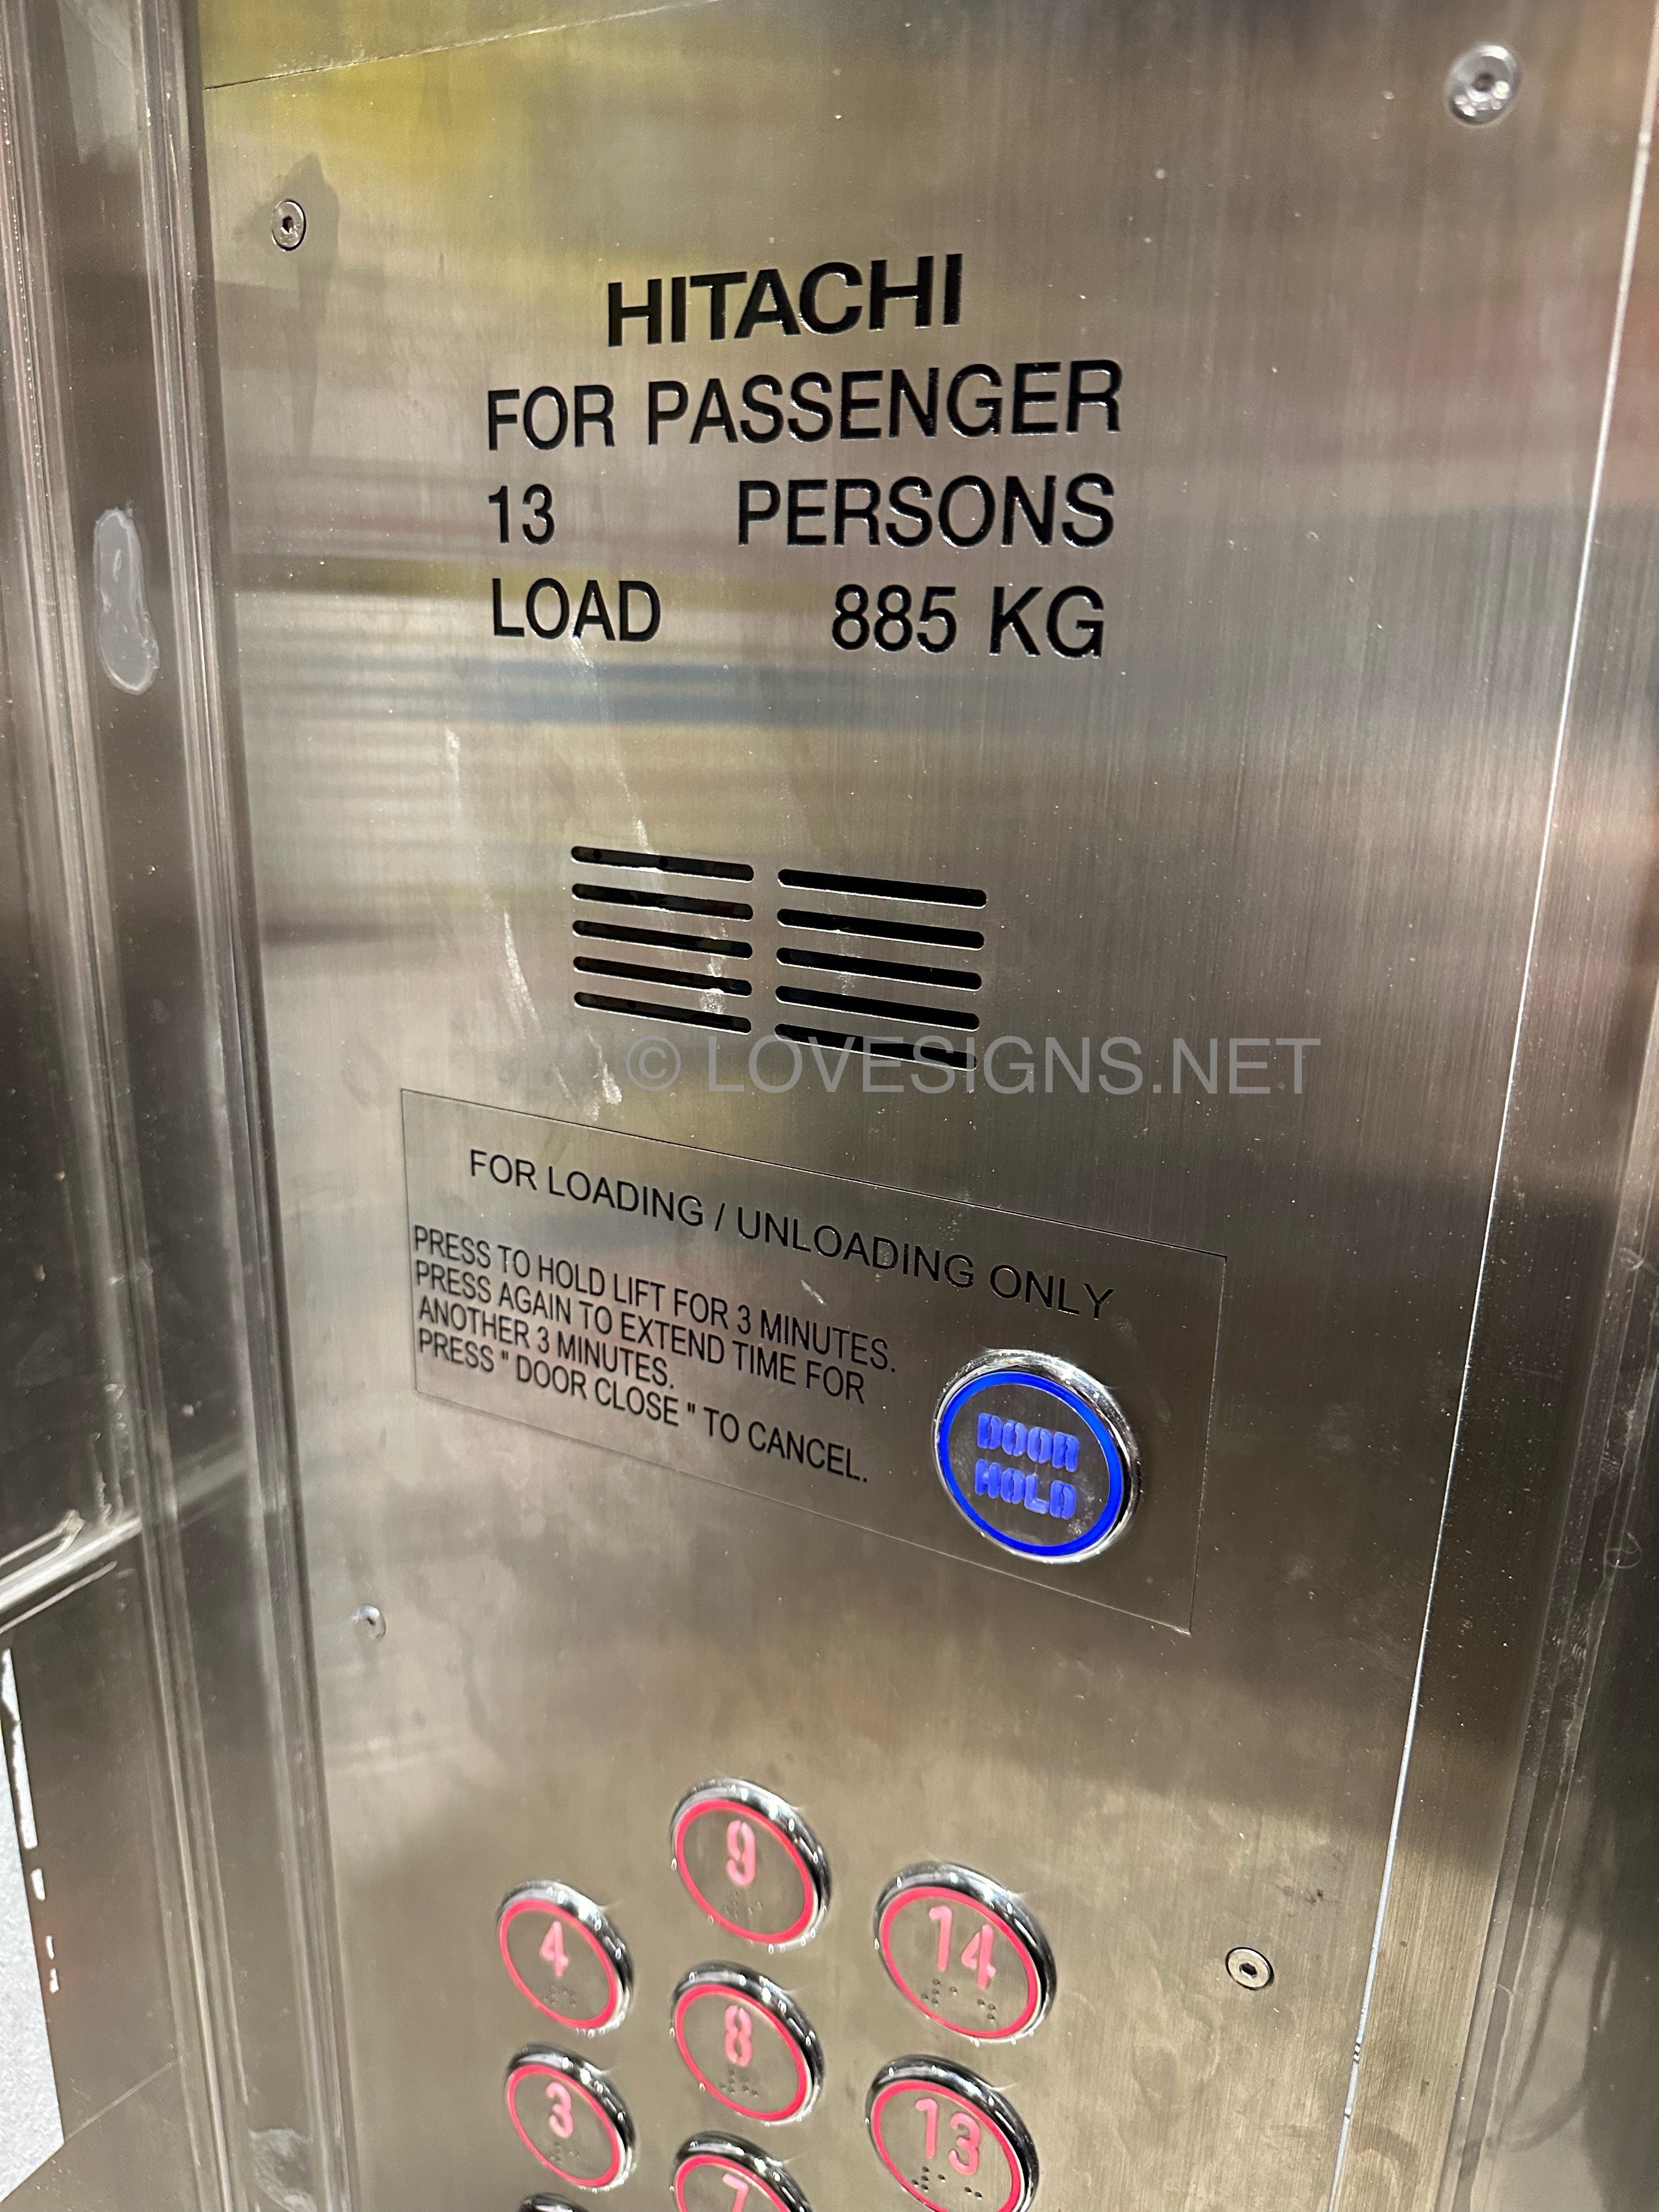 HITACHI
FOR PASSENGER
13 PERSONS
LOAD 885 KG
© LOVESIGNS.NET
FOR LOADING / UNLOADING ONLY
PRESS TO HOLD LIFT FOR 3 MINUTES.
PRESS AGAIN TO EXTEND TIME FOR
ANOTHER 3 MINUTES.
PRESS " DOOR CLOSE " TO CANCEL.
DOOR
HOLD
9
4
14
8
3
13
7